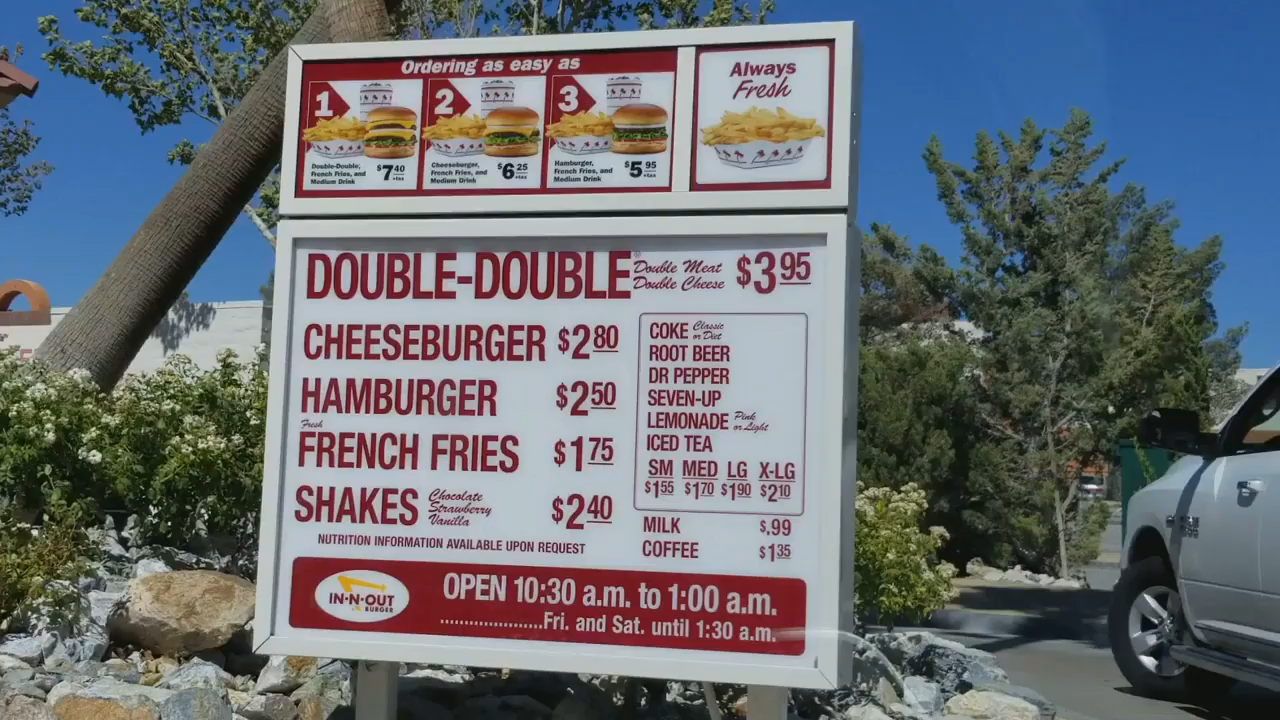 Ordering as easy as
1
Double-Double,
French Fries, and
Medium Drink
$7 40
+tax
2
Cheeseburger,
French Fries, and
Medium Drink
$6 25
+tax
3
Hamburger,
French Fries, and
Medium Drink
$5 95
+tax
Always
Fresh
DOUBLE-DOUBLE® Double Meat Double Cheese $3 95
CHEESEBURGER $2 80
HAMBURGER $2 50
Fresh
FRENCH FRIES $1 75
SHAKES Chocolate Strawberry Vanilla $2 40
NUTRITION INFORMATION AVAILABLE UPON REQUEST
COKE Classic or Diet
ROOT BEER
DR PEPPER
SEVEN-UP
LEMONADE Pink or Light
ICED TEA
SM MED LG X-LG
$1 55 $1 70 $1 90 $2 10
MILK $.99
COFFEE $1 35
IN-N-OUT
BURGER
OPEN 10:30 a.m. to 1:00 a.m.
.....................Fri. and Sat. until 1:30 a.m.